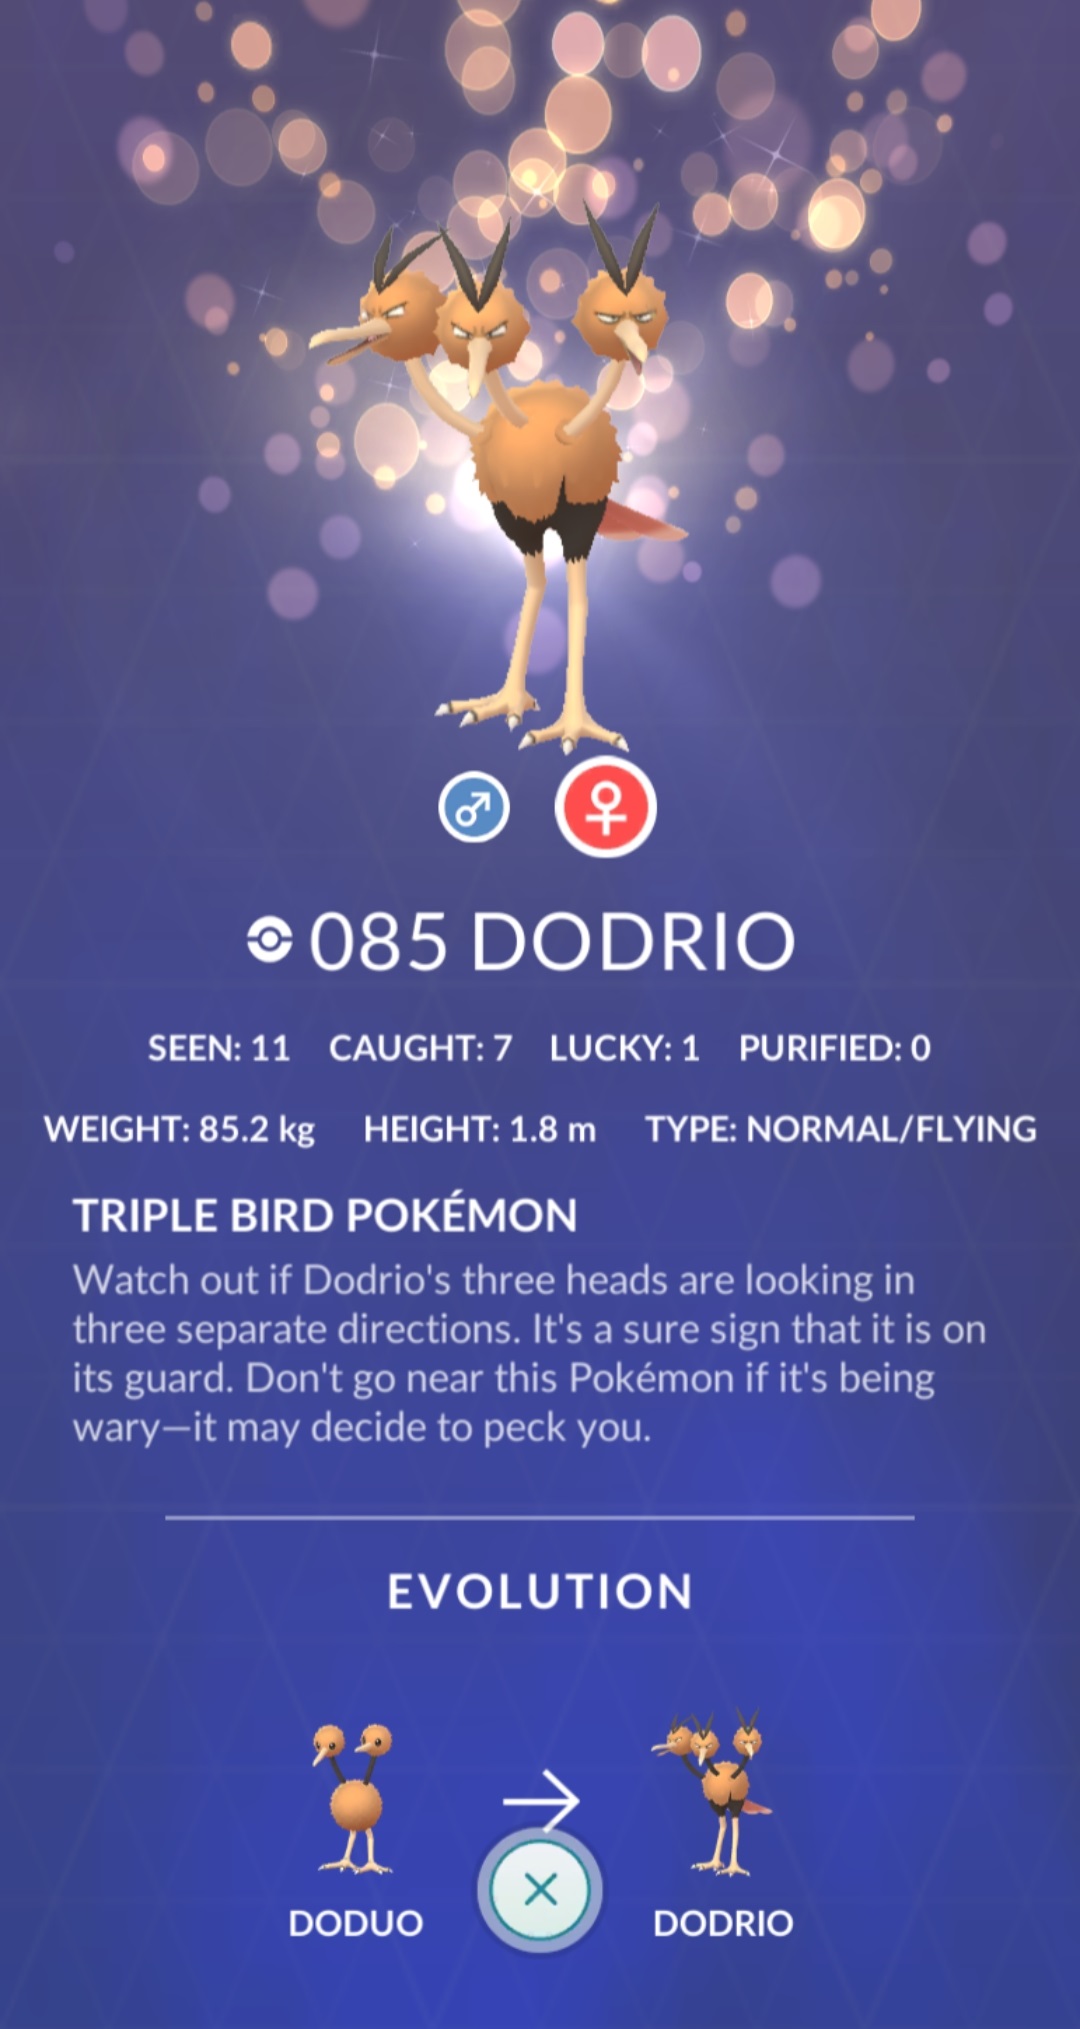 085 DODRIO
SEEN: 11 CAUGHT: 7 LUCKY: 1 PURIFIED: 0
WEIGHT: 85.2 kg HEIGHT: 1.8 m TYPE: NORMAL/FLYING
TRIPLE BIRD POKÉMON
Watch out if Dodrio's three heads are looking in
three separate directions. It's a sure sign that it is on
its guard. Don't go near this Pokémon if it's being
wary—it may decide to peck you.
EVOLUTION
DODUO DODRIO